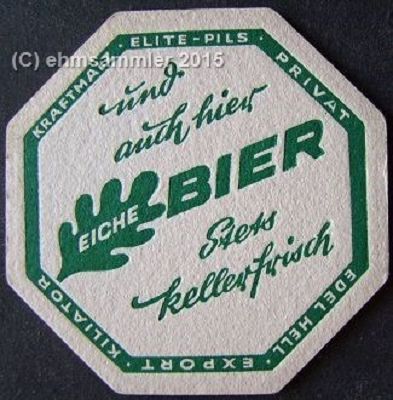 (C) ehmsammler 2015
KRAFTMALZ · ELITE-PILS · PRIVAT
und
auch hier
EICHE BIER
Stets
kellerfrisch
KILIATOR · EXPORT · EDEL HELL